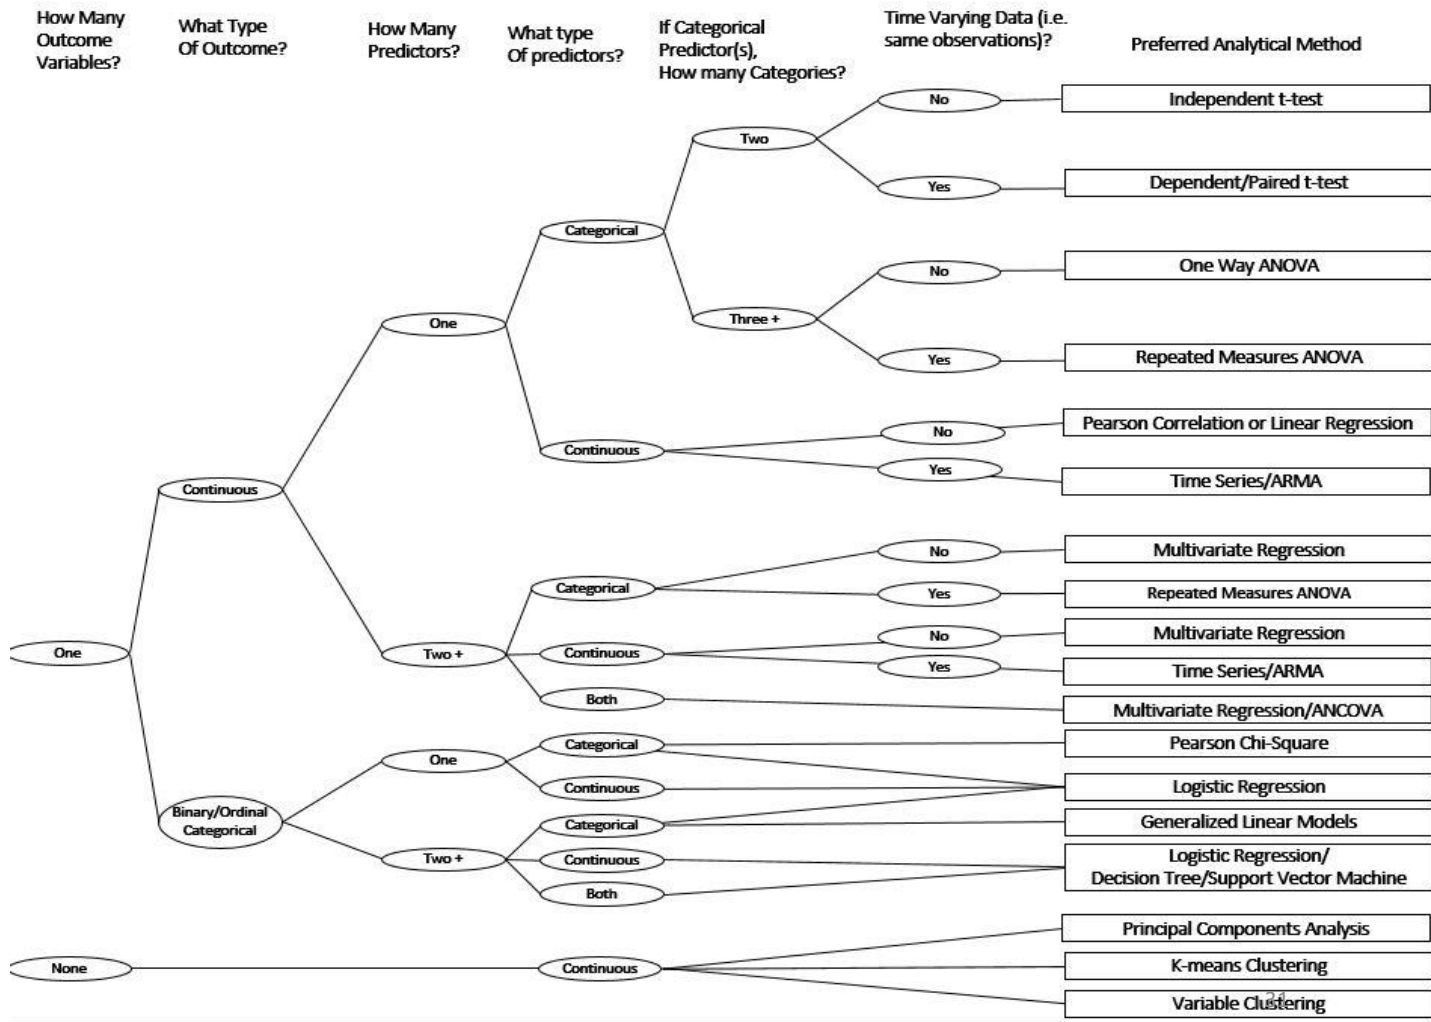 How Many
Outcome
Variables?
What Type
Of Outcome?
How Many
Predictors?
What type
Of predictors?
If Categorical
Predictor(s),
How many Categories?
Time Varying Data (i.e.
same observations)?
Preferred Analytical Method
No
Independent t-test
Two
Yes
Dependent/Paired t-test
Categorical
No
One Way ANOVA
Three +
One
Yes
Repeated Measures ANOVA
Pearson Correlation or Linear Regression
No
Continuous
Yes
Time Series/ARMA
Continuous
No
Multivariate Regression
Categorical
Yes
Repeated Measures ANOVA
No
Multivariate Regression
One
Two +
Continuous
Yes
Time Series/ARMA
Both
Multivariate Regression/ANCOVA
Categorical
Pearson Chi-Square
One
Continuous
Logistic Regression
Binary/Ordinal
Categorical
Categorical
Generalized Linear Models
Two +
Continuous
Logistic Regression/
Decision Tree/Support Vector Machine
Both
Principal Components Analysis
None
Continuous
K-means Clustering
Variable Clustering